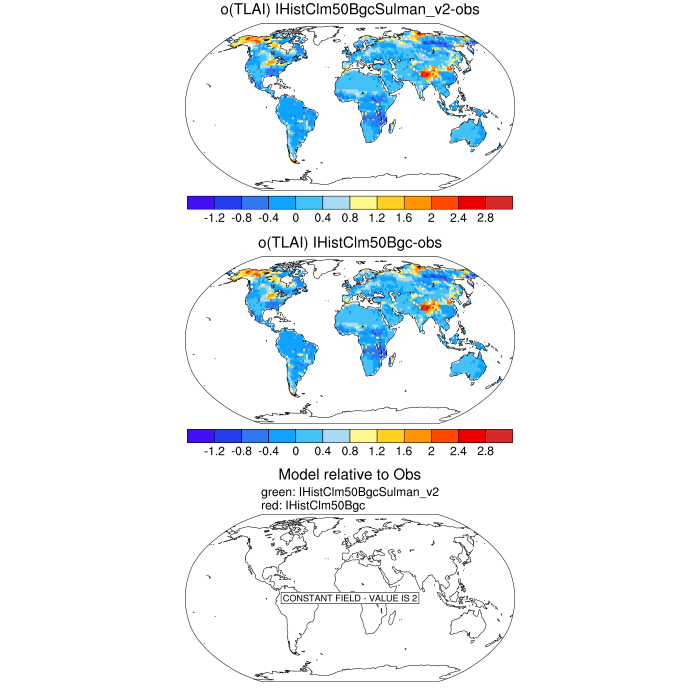 σ(TLAI) IHistClm50BgcSulman_v2-obs
-1.2 -0.8 -0.4 0 0.4 0.8 1.2 1.6 2 2.4 2.8
σ(TLAI) IHistClm50Bgc-obs
-1.2 -0.8 -0.4 0 0.4 0.8 1.2 1.6 2 2.4 2.8
Model relative to Obs
green: IHistClm50BgcSulman_v2
red: IHistClm50Bgc
CONSTANT FIELD - VALUE IS 2